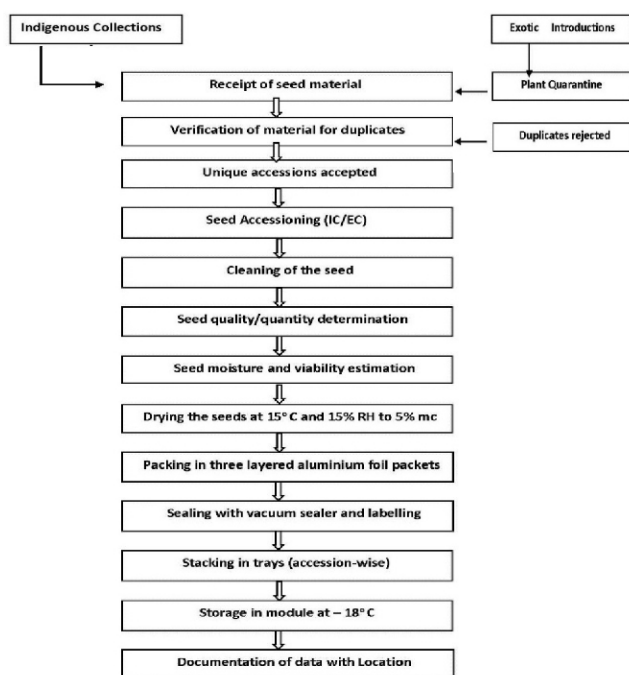 Indigenous Collections
Exotic Introductions
Receipt of seed material
Plant Quarantine
Verification of material for duplicates
Duplicates rejected
Unique accessions accepted
Seed Accessioning (IC/EC)
Cleaning of the seed
Seed quality/quantity determination
Seed moisture and viability estimation
Drying the seeds at 15° C and 15% RH to 5% mc
Packing in three layered aluminium foil packets
Sealing with vacuum sealer and labelling
Stacking in trays (accession-wise)
Storage in module at – 18° C
Documentation of data with Location